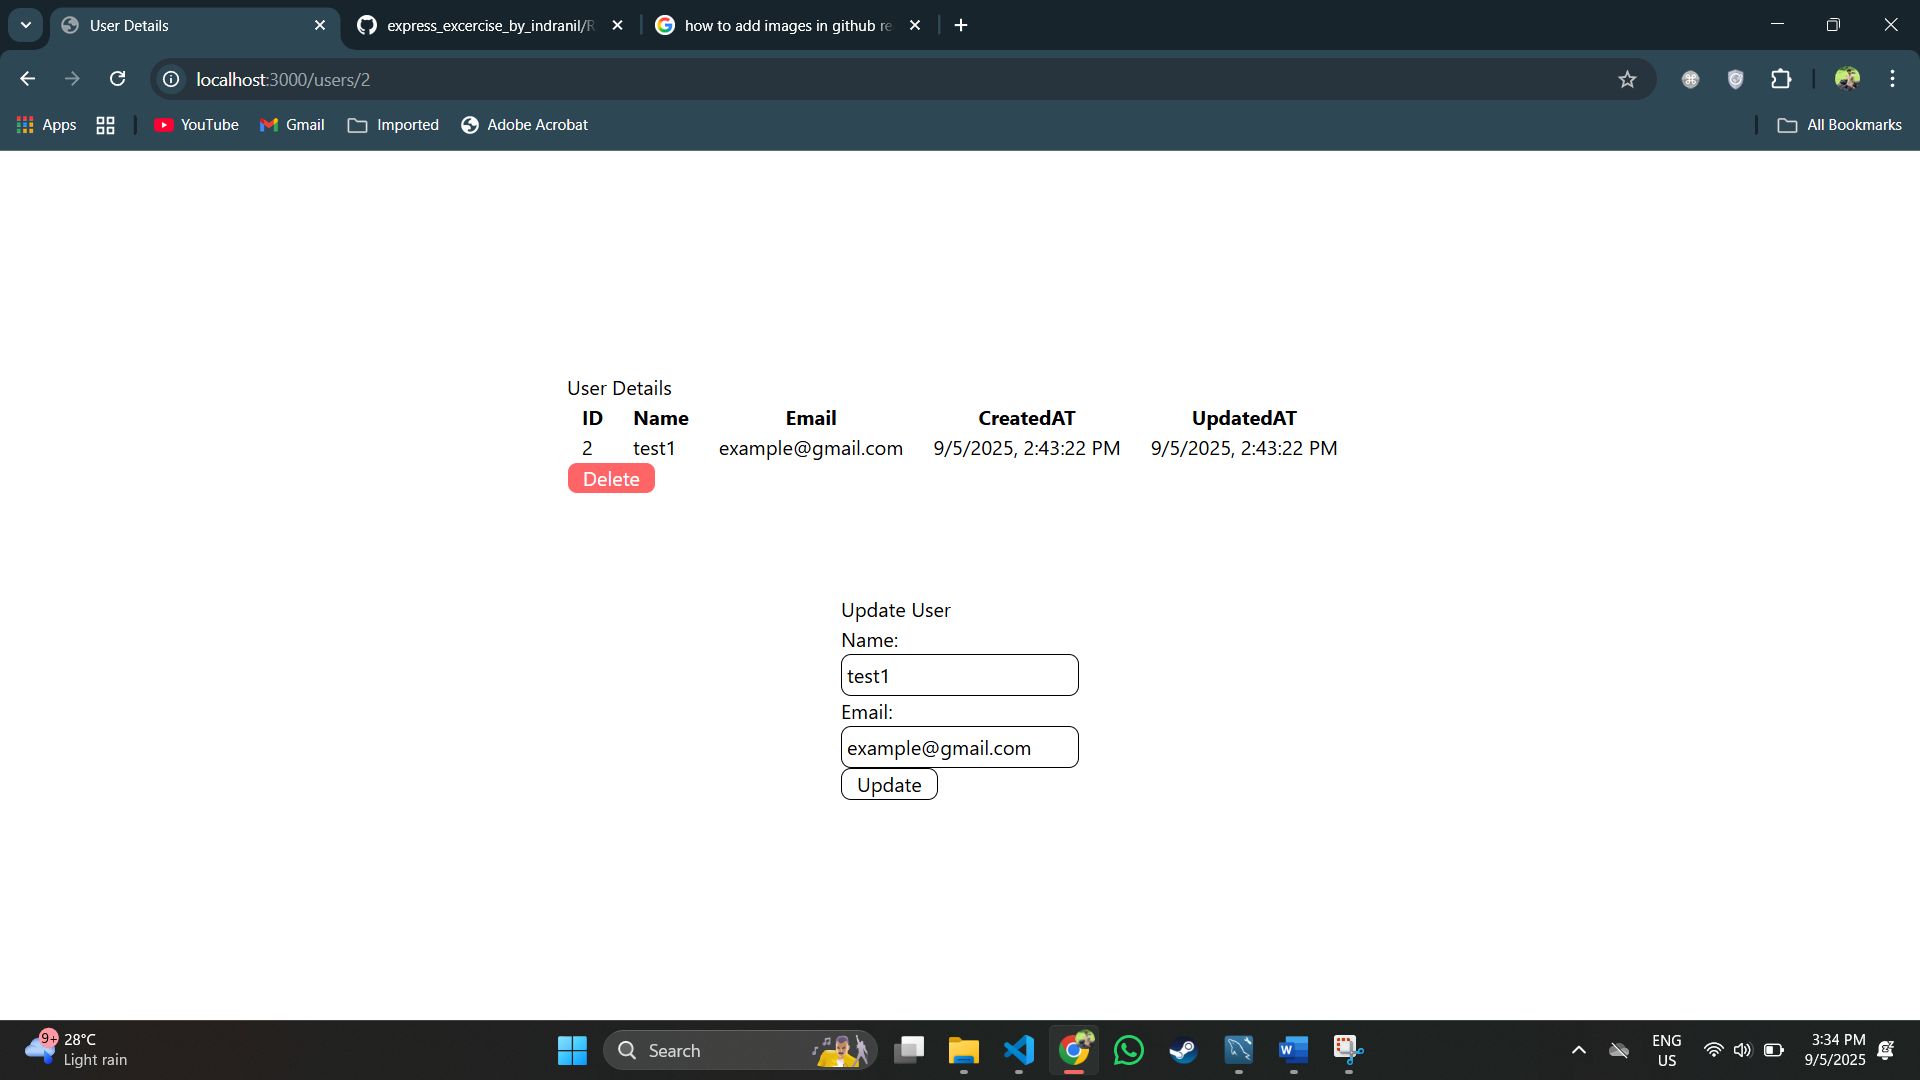 User Details
express_excercise_by_indranil/R
how to add images in github re
localhost:3000/users/2
Apps
YouTube
Gmail
Imported
Adobe Acrobat
All Bookmarks
User Details
ID Name Email CreatedAT UpdatedAT
2 test1 example@gmail.com 9/5/2025, 2:43:22 PM 9/5/2025, 2:43:22 PM
Delete
Update User
Name:
test1
Email:
example@gmail.com
Update
9+
28°C
Light rain
Search
ENG
US
3:34 PM
9/5/2025